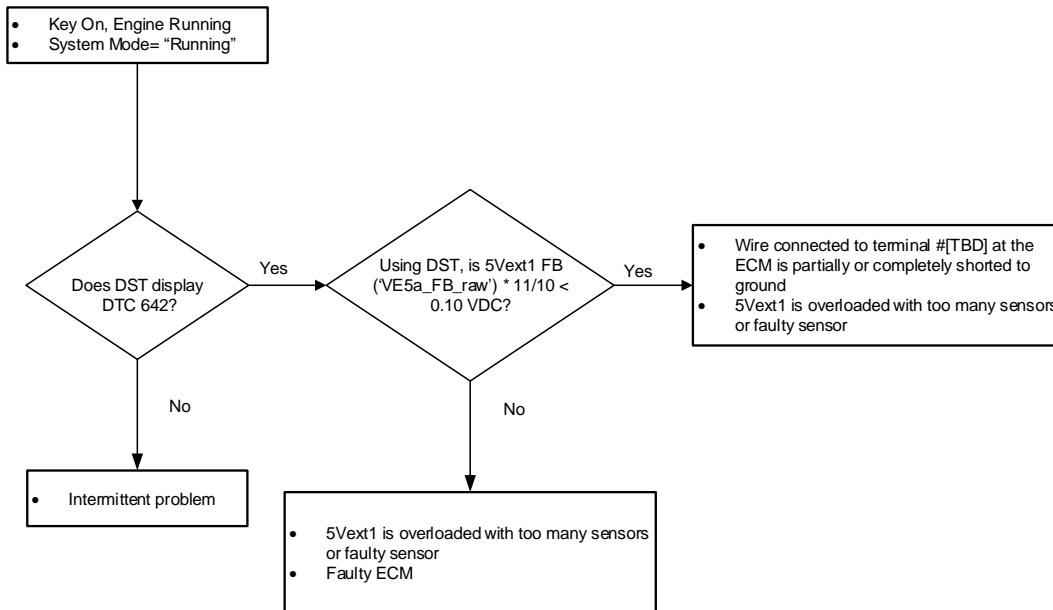 • Key On, Engine Running
• System Mode= “Running”
Does DST display
DTC 642?
Yes
No
• Intermittent problem
Using DST, is 5Vext1 FB
(‘VE5a_FB_raw’) * 11/10 <
0.10 VDC?
Yes
No
• Wire connected to terminal #[TBD] at the
ECM is partially or completely shorted to
ground
• 5Vext1 is overloaded with too many sensors
or faulty sensor
• 5Vext1 is overloaded with too many sensors
or faulty sensor
• Faulty ECM